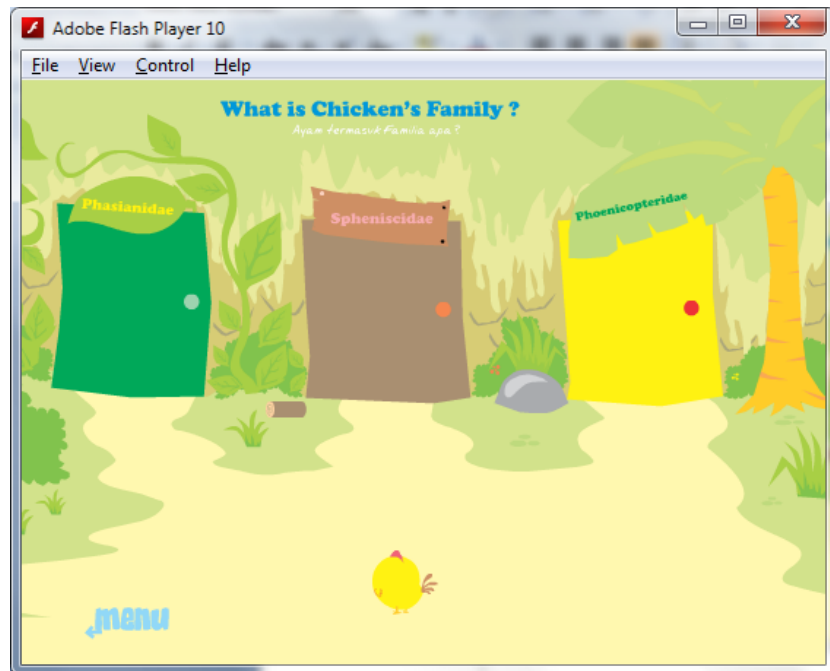 Adobe Flash Player 10
File View Control Help
What is Chicken's Family ?
Ayam termasuk Familia apa ?
Phasianidae
Spheniscidae
Phoenicopteridae
menu